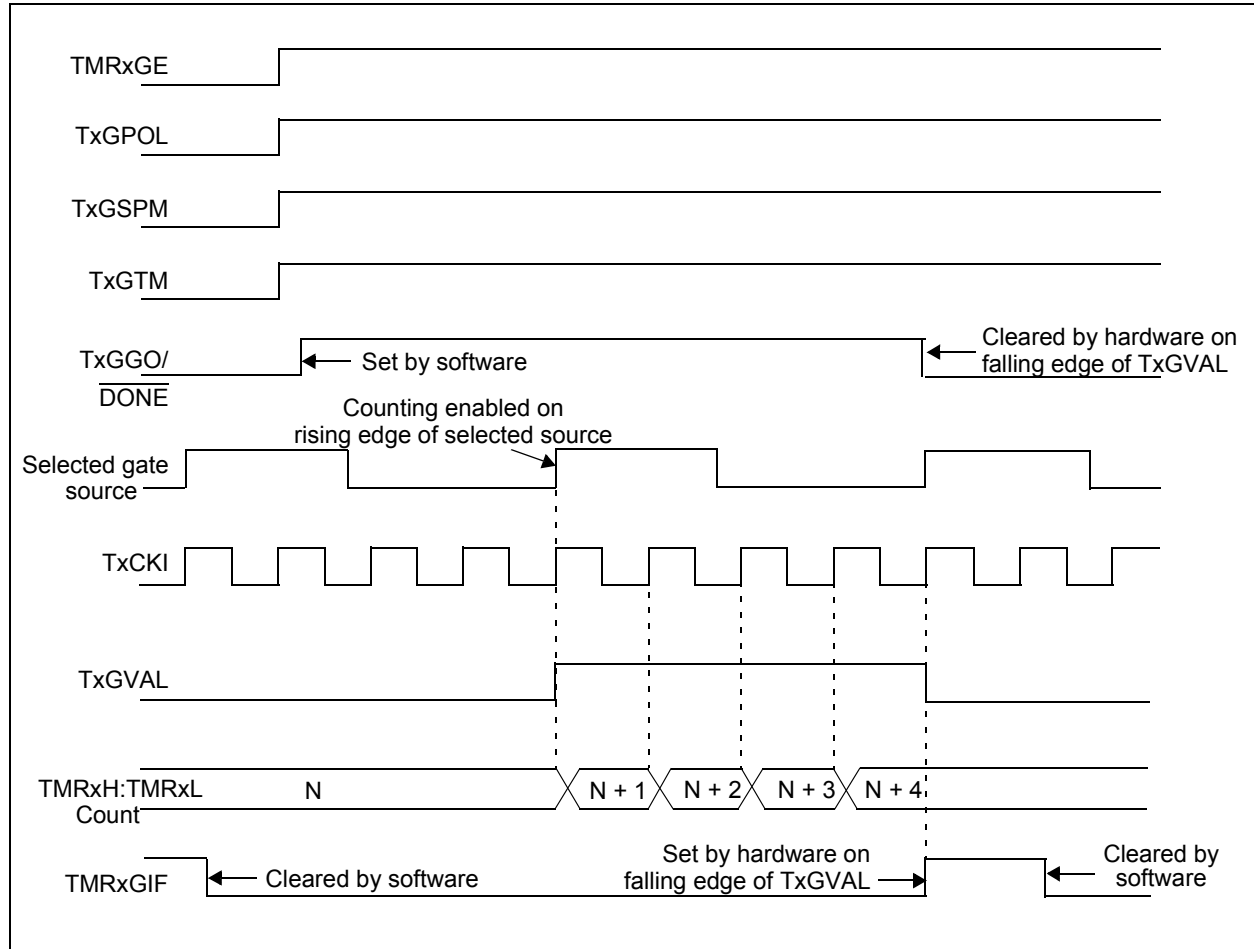 TMRxGE
TxGPOL
TxGSPM
TxGTM
TxGGO/
DONE
Set by software
Cleared by hardware on
falling edge of TxGVAL
Counting enabled on
rising edge of selected source
Selected gate
source
TxCKI
TxGVAL
TMRxH:TMRxL
Count
N
N + 1
N + 2
N + 3
N + 4
TMRxGIF
Cleared by software
Set by hardware on
falling edge of TxGVAL
Cleared by
software